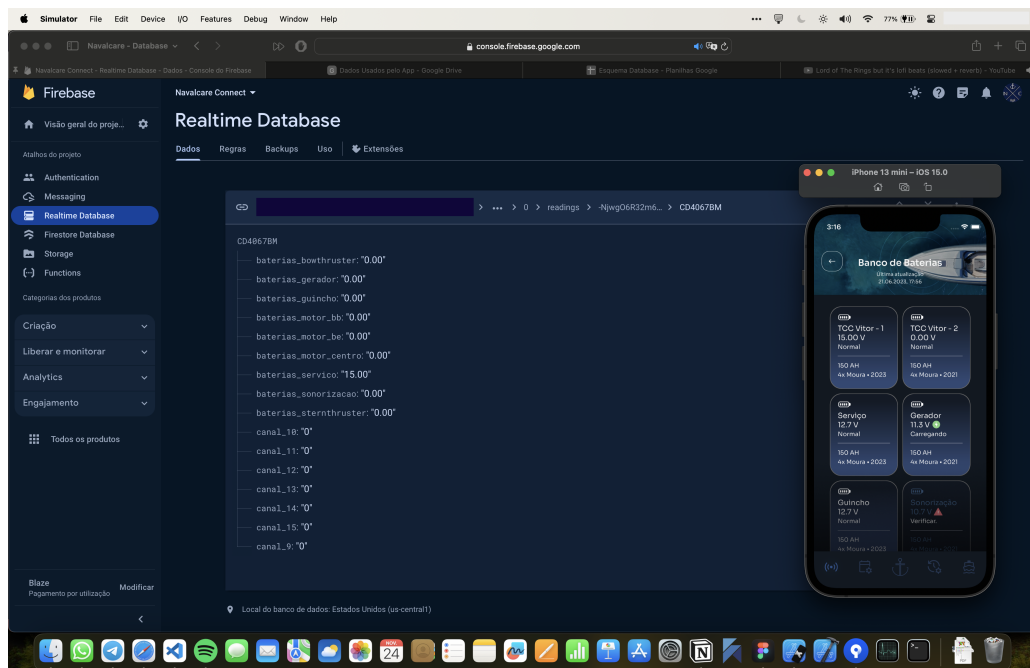 Simulator File Edit Device I/O Features Debug Window Help
77%
Navalcare - Database
console.firebase.google.com
Navalcare Connect - Realtime Database - Dados - Console do Firebase
Dados Usados pelo App - Google Drive
Esquema Database - Planilhas Google
Lord of The Rings but it's lofi beats (slowed + reverb) - YouTube
Firebase
Navalcare Connect
Visão geral do proje...
Realtime Database
Dados Regras Backups Uso Extensões
Atalhos do projeto
Authentication
Messaging
Realtime Database
Firestore Database
Storage
Functions
Categorias dos produtos
Criação
Liberar e monitorar
Analytics
Engajamento
Todos os produtos
Blaze
Pagamento por utilização
Modificar
> ... > 0 > readings > -NjwgO6R32m6... > CD4067BM
CD4067BM
baterias_bowthruster: "0.00"
baterias_gerador: "0.00"
baterias_guincho: "0.00"
baterias_motor_bb: "0.00"
baterias_motor_be: "0.00"
baterias_motor_centro: "0.00"
baterias_servico: "15.00"
baterias_sonorizacao: "0.00"
baterias_sternthruster: "0.00"
canal_10: "0"
canal_11: "0"
canal_12: "0"
canal_13: "0"
canal_14: "0"
canal_15: "0"
canal_9: "0"
Local do banco de dados: Estados Unidos (us-central1)
iPhone 13 mini – iOS 15.0
3:16
Banco de Baterias
Última atualização
21.06.2023, 17:56
TCC Vitor - 1
15.00 V
Normal
150 AH
4x Moura • 2023
TCC Vitor - 2
0.00 V
Normal
150 AH
4x Moura • 2021
Serviço
12.7 V
Normal
150 AH
4x Moura • 2023
Gerador
11.3 V
Carregando
150 AH
4x Moura • 2021
Guincho
12.7 V
Normal
150 AH
4x Moura • 2023
Sonorização
10.7 V
Verificar.
150 AH
NOV.
24